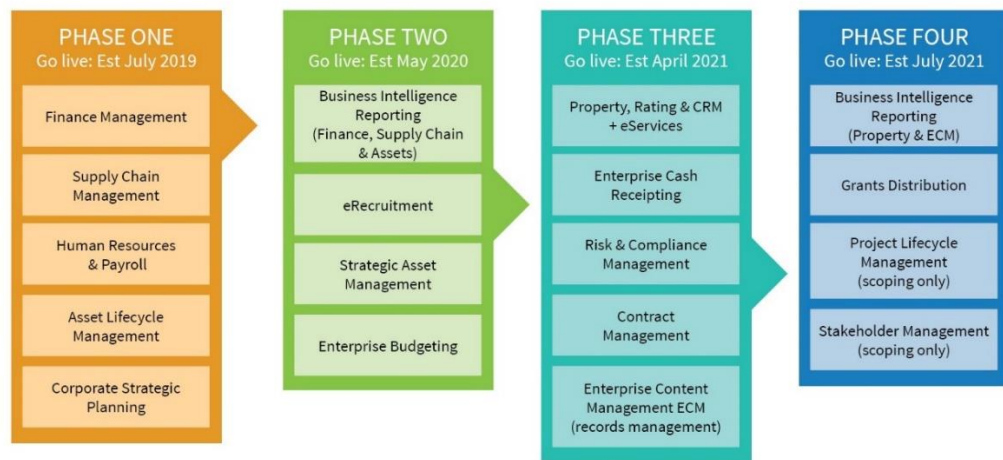 PHASE ONE
Go live: Est July 2019
Finance Management
Supply Chain
Management
Human Resources
& Payroll
Asset Lifecycle
Management
Corporate Strategic
Planning
PHASE TWO
Go live: Est May 2020
Business Intelligence
Reporting
(Finance, Supply Chain
& Assets)
eRecruitment
Strategic Asset
Management
Enterprise Budgeting
PHASE THREE
Go live: Est April 2021
Property, Rating & CRM
+ eServices
Enterprise Cash
Receipting
Risk & Compliance
Management
Contract
Management
Enterprise Content
Management ECM
(records management)
PHASE FOUR
Go live: Est July 2021
Business Intelligence
Reporting
(Property & ECM)
Grants Distribution
Project Lifecycle
Management
(scoping only)
Stakeholder Management
(scoping only)